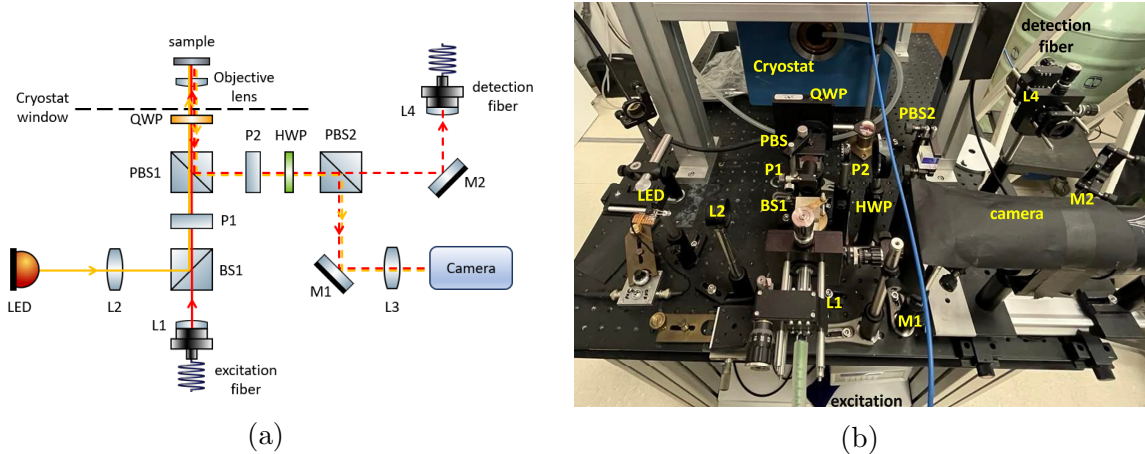 sample
Objective
lens
Cryostat
window
QWP
P2
HWP
PBS2
PBS1
L4
detection
fiber
M2
P1
BS1
LED
L2
L1
M1
L3
Camera
excitation
fiber
(a)
detection
fiber
Cryostat
QWP
L4
PBS2
PBS
P1
P2
M2
LED
L2
BS1
HWP
camera
L1
M1
excitation
(b)